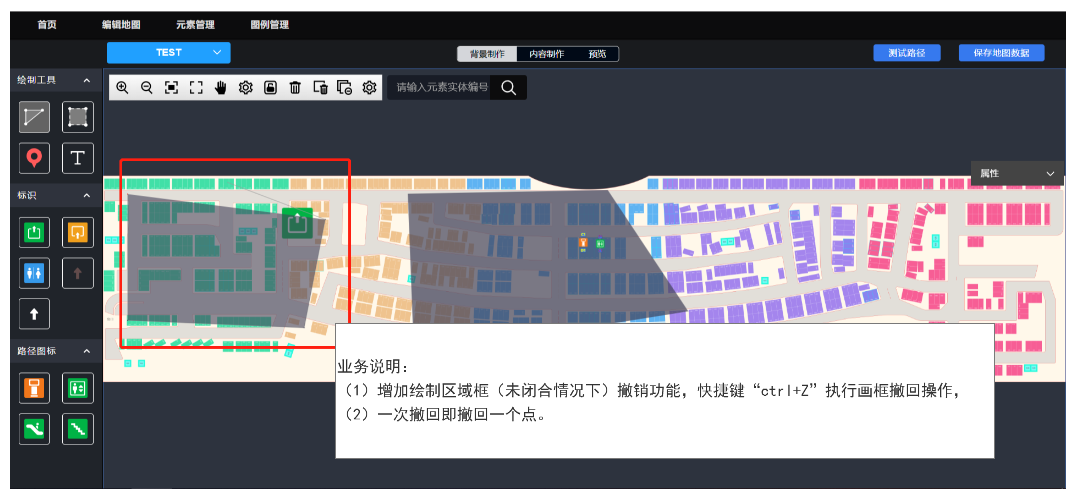 首页 编辑地图 元素管理 图例管理
TEST 背景制作 内容制作 预览 测试路径 保存地图数据
绘制工具
请输入元素实体编号
T
属性
标识
路径图标
业务说明：
（1）增加绘制区域框（未闭合情况下）撤销功能，快捷键“ctrl+Z”执行画框撤回操作，
（2）一次撤回即撤回一个点。